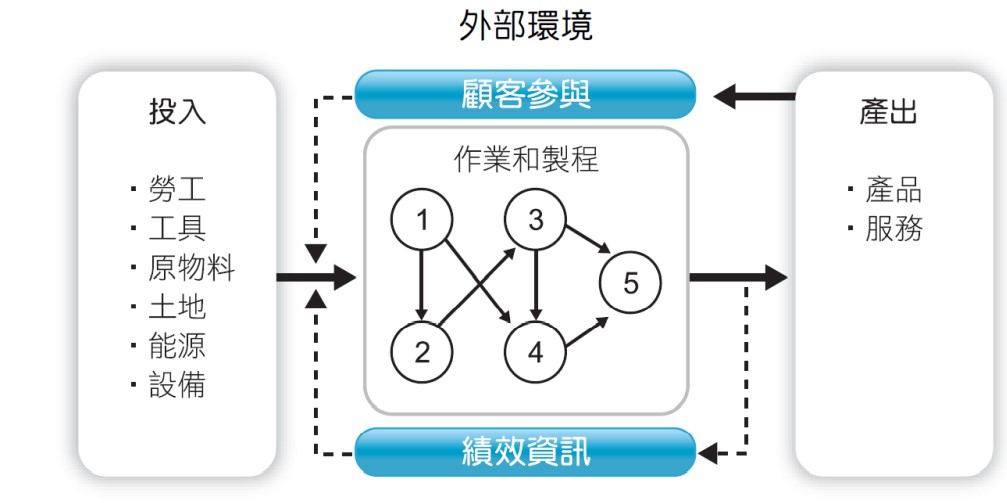 外部環境
投入
・勞工
・工具
・原物料
・土地
・能源
・設備
顧客參與
作業和製程
1
3
5
2
4
績效資訊
產出
・產品
・服務